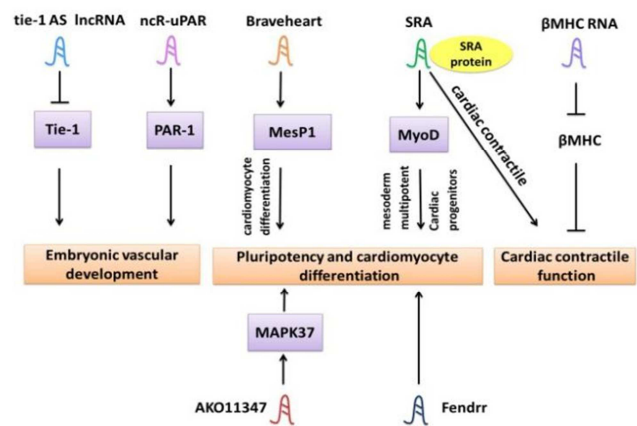 tie-1 AS lncRNA
ncR-uPAR
Braveheart
SRA
SRA
protein
βMHC RNA
Tie-1
PAR-1
MesP1
MyoD
βMHC
cardiac contractile
cardiomyocyte
differentiation
mesoderm
multipotent
Cardiac
progenitors
Embryonic vascular
development
Pluripotency and cardiomyocyte
differentiation
Cardiac contractile
function
MAPK37
AKO11347
Fendrr